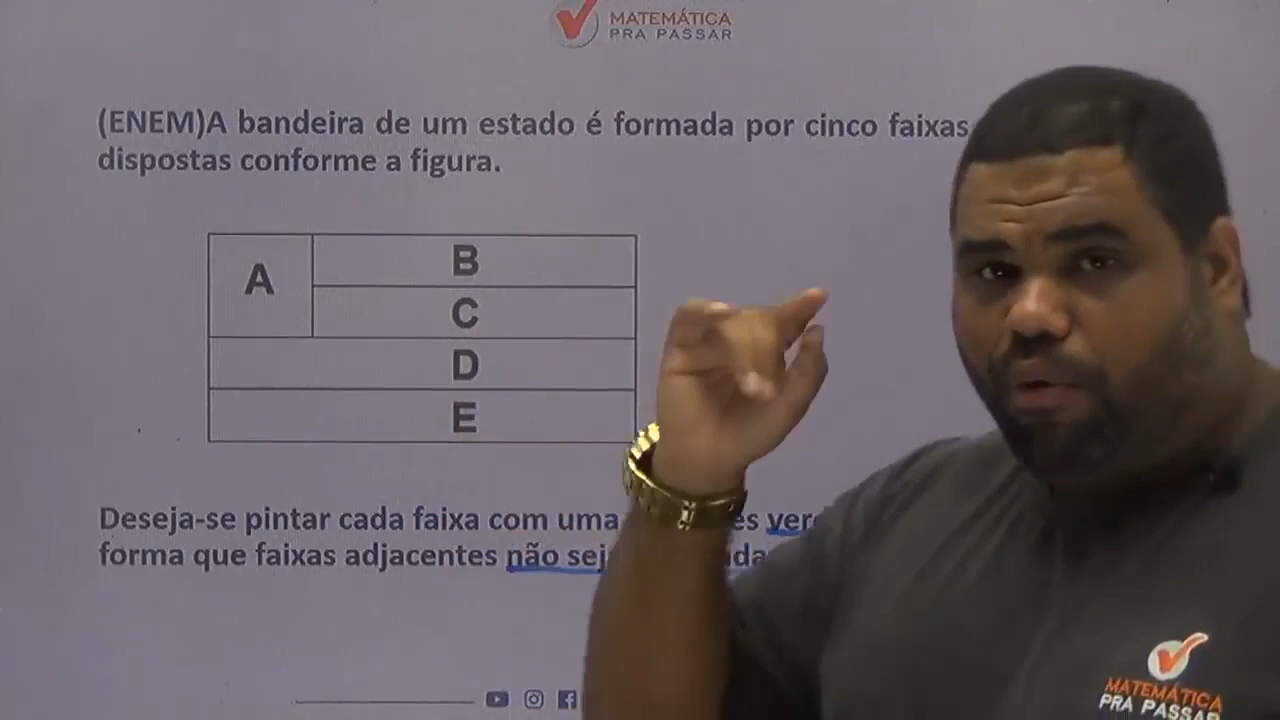 MATEMÁTICA
PRA PASSAR
(ENEM)A bandeira de um estado é formada por cinco faixas,
dispostas conforme a figura.
A
B
C
D
E
Deseja-se pintar cada faixa com uma
forma que faixas adjacentes não
MATEMÁTICA
PRA PASSAR